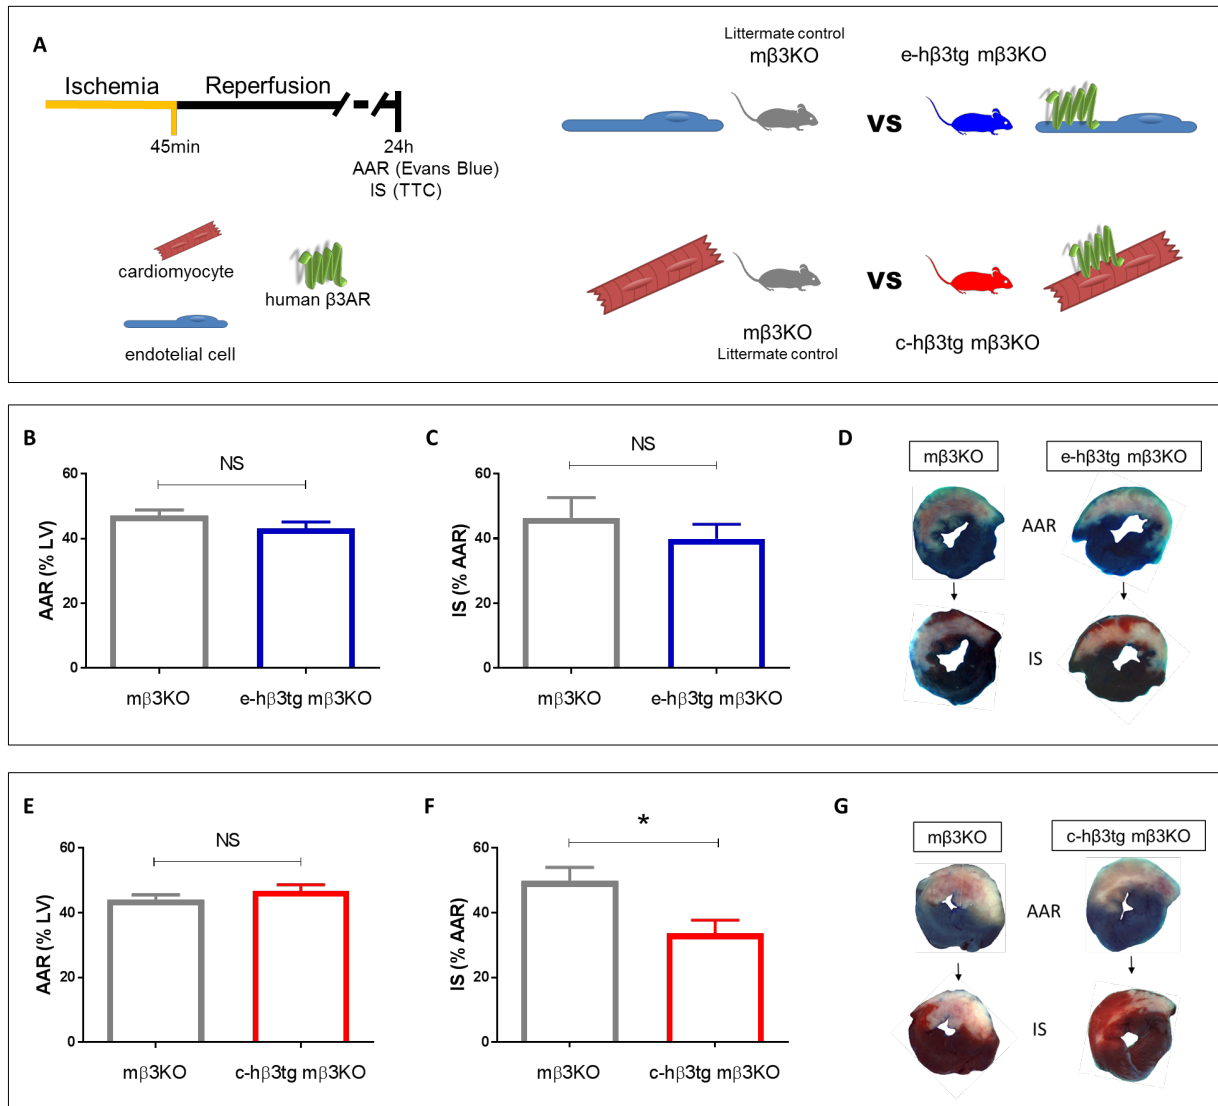 A
Ischemia
Reperfusion
45min
24h
AAR (Evans Blue)
IS (TTC)
cardiomyocyte
human β3AR
endotelial cell
Littermate control
mβ3KO
vs
e-hβ3tg mβ3KO
vs
mβ3KO
Littermate control
c-hβ3tg mβ3KO
B
NS
AAR (% LV)
60
40
20
0
mβ3KO
e-hβ3tg mβ3KO
C
NS
IS (% AAR)
60
40
20
0
mβ3KO
e-hβ3tg mβ3KO
D
mβ3KO
e-hβ3tg mβ3KO
AAR
IS
E
NS
AAR (% LV)
60
40
20
0
mβ3KO
c-hβ3tg mβ3KO
F
*
IS (% AAR)
60
40
20
0
mβ3KO
c-hβ3tg mβ3KO
G
mβ3KO
c-hβ3tg mβ3KO
AAR
IS